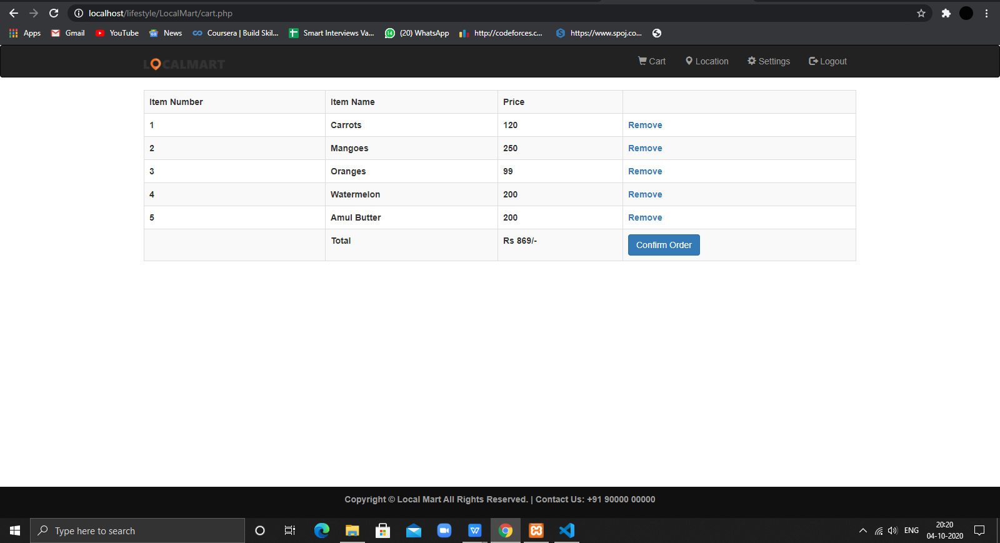 localhost/lifestyle/LocalMart/cart.php
Apps Gmail YouTube News Coursera | Build Skil... Smart Interviews Va... 14 (20) WhatsApp http://codeforces.c... https://www.spoj.co...
LOCALMART Cart Location Settings Logout
Item Number Item Name Price
1 Carrots 120 Remove
2 Mangoes 250 Remove
3 Oranges 99 Remove
4 Watermelon 200 Remove
5 Amul Butter 200 Remove
Total Rs 869/- Confirm Order
Copyright © Local Mart All Rights Reserved. | Contact Us: +91 90000 00000
Type here to search ENG 20:20
04-10-2020